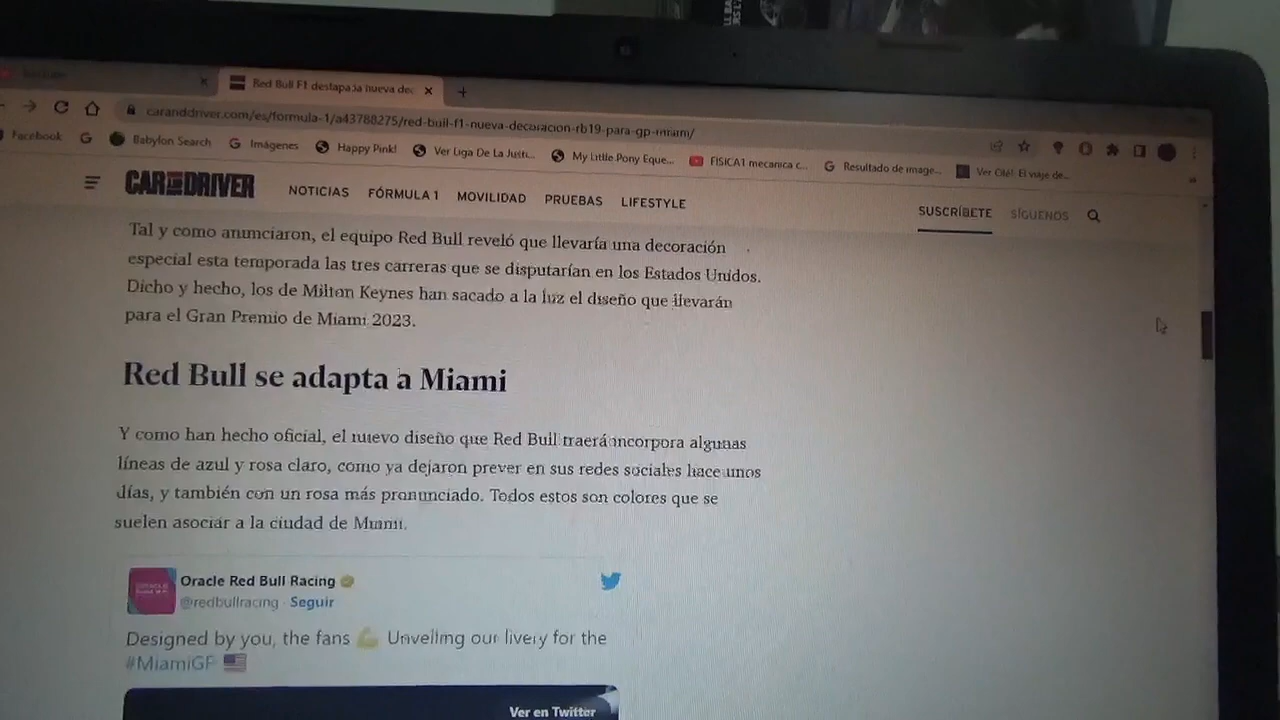 Red Bull F1 destapa la nueva dec
caranddriver.com/es/formula-1/a43788275/red-bull-f1-nueva-decoracion-rb19-para-gp-miami/
Facebook Babylon Search Imágenes Happy Pink! Ver Liga De La Justi... My Little Pony Eque... FISICA1 mecanica c... Resultado de image... Ver Cité! El viaje de...
CAR AND DRIVER NOTICIAS FÓRMULA 1 MOVILIDAD PRUEBAS LIFESTYLE SUSCRÍBETE SÍGUENOS
Tal y como anunciaron, el equipo Red Bull reveló que llevaría una decoración
especial esta temporada las tres carreras que se disputarían en los Estados Unidos.
Dicho y hecho, los de Milton Keynes han sacado a la luz el diseño que llevarán
para el Gran Premio de Miami 2023.
Red Bull se adapta a Miami
Y como han hecho oficial, el nuevo diseño que Red Bull traerá incorpora algunas
líneas de azul y rosa claro, como ya dejaron prever en sus redes sociales hace unos
días, y también con un rosa más pronunciado. Todos estos son colores que se
suelen asociar a la ciudad de Miami.
Oracle Red Bull Racing
@redbullracing · Seguir
Designed by you, the fans 💪 Unveiling our livery for the
#MiamiGP 🇺🇸
Ver en Twitter